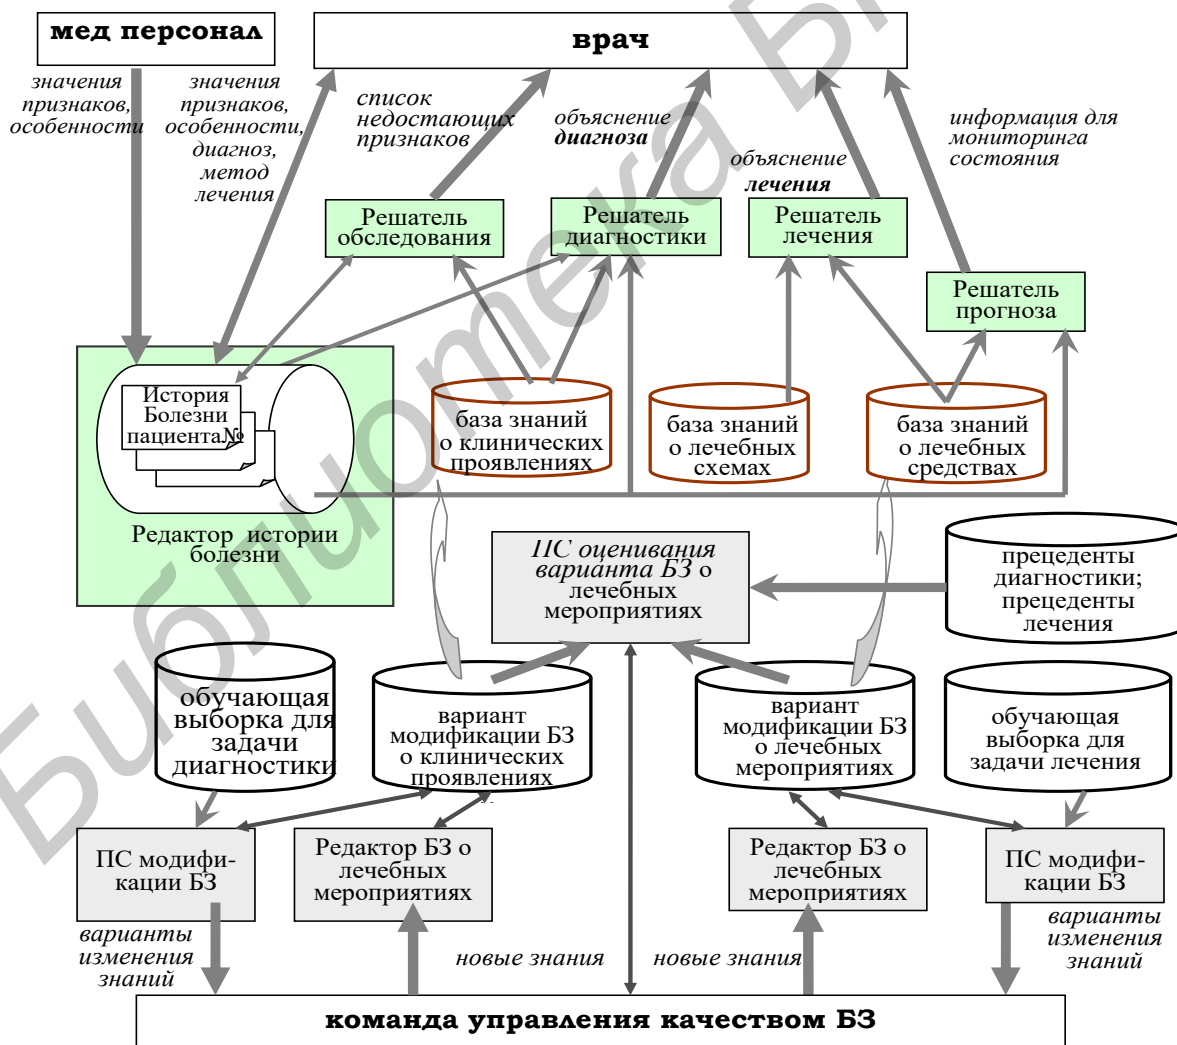 мед персонал
врач
значения
признаков,
особенности
значения
признаков,
особенности,
диагноз,
метод
лечения
список
недостающих
признаков
объяснение
диагноза
объяснение
лечения
информация для
мониторинга
состояния
Решатель
обследования
Решатель
диагностики
Решатель
лечения
Решатель
прогноза
История
Болезни
пациента№
Редактор истории
болезни
база знаний
о клинических
проявлениях
база знаний
о лечебных
схемах
база знаний
о лечебных
средствах
ПС оценивания
варианта БЗ о
лечебных
мероприятиях
прецеденты
диагностики;
прецеденты
лечения
обучающая
выборка для
задачи
диагностики
вариант
модификации БЗ
о клинических
проявлениях
вариант
модификации БЗ
о лечебных
мероприятиях
обучающая
выборка для
задачи лечения
ПС модифи-
кации БЗ
Редактор БЗ о
лечебных
мероприятиях
Редактор БЗ о
лечебных
мероприятиях
ПС модифи-
кации БЗ
варианты
изменения
знаний
новые знания
новые знания
варианты
изменения
знаний
команда управления качеством БЗ
Библиотека